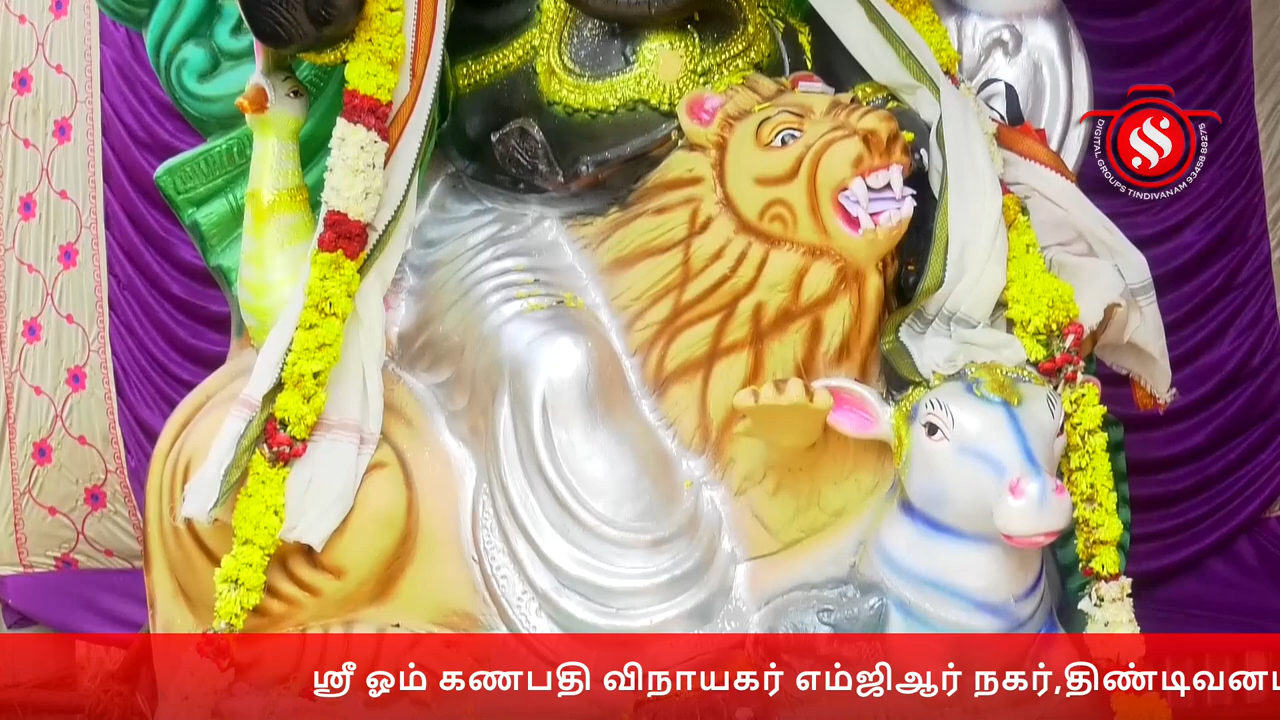 DIGITAL GROUPS TINDIVANAM 93458 88275
ஸ்ரீ ஓம் கணபதி விநாயகர் எம்ஜிஆர் நகர்,திண்டிவன